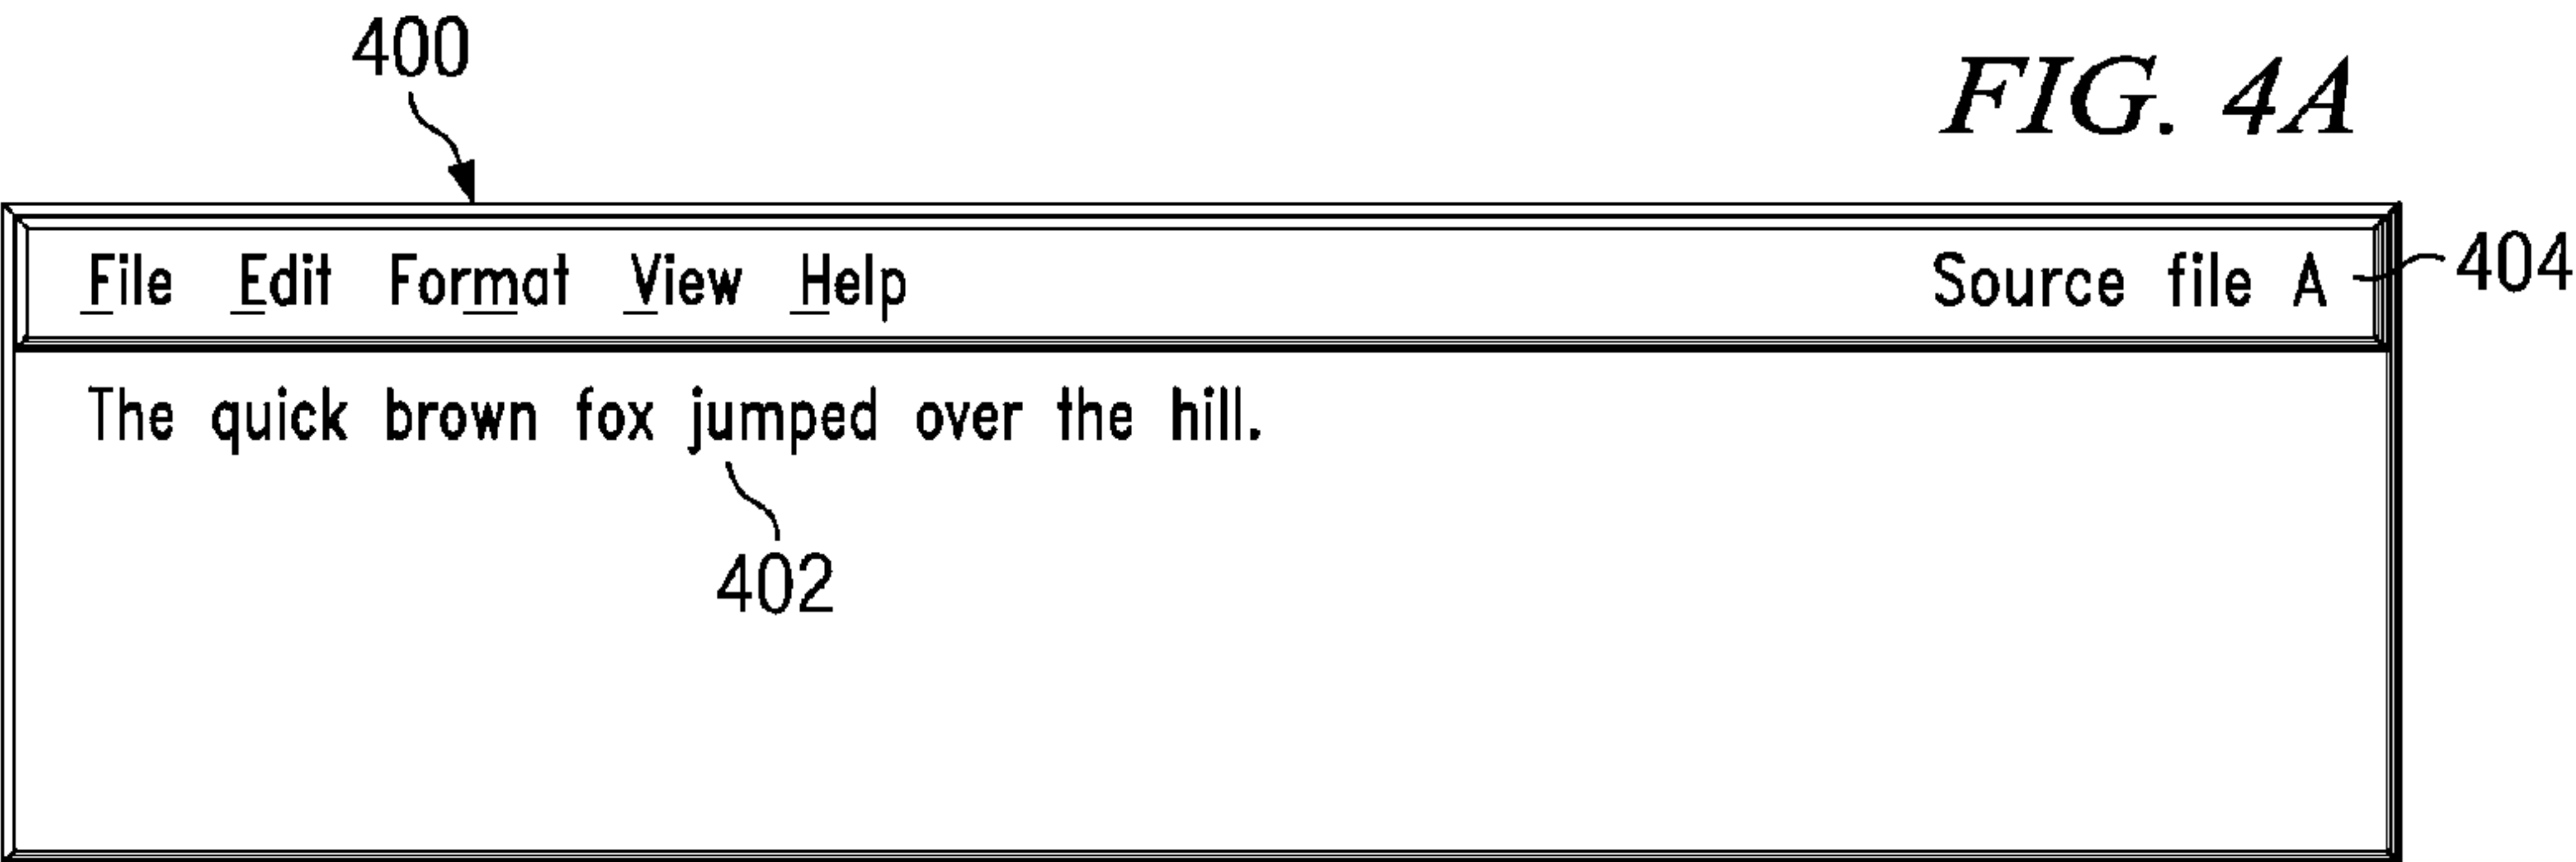 400
FIG. 4A
File Edit Format View Help Source file A 404
The quick brown fox jumped over the hill.
402